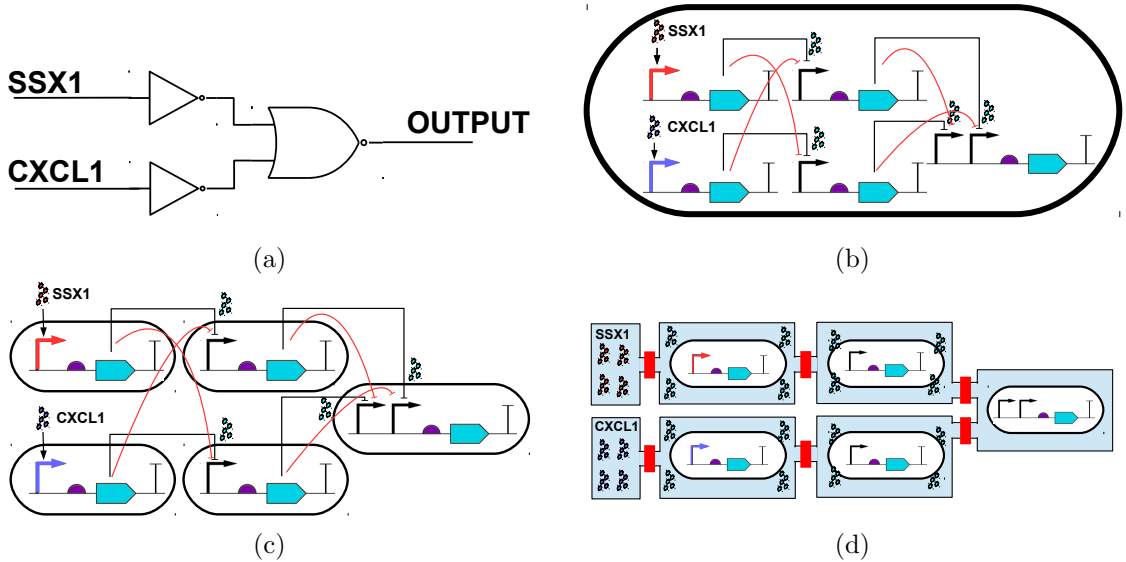 SSX1
CXCL1
OUTPUT
(a)
SSX1
CXCL1
(b)
SSX1
CXCL1
(c)
SSX1
CXCL1
(d)